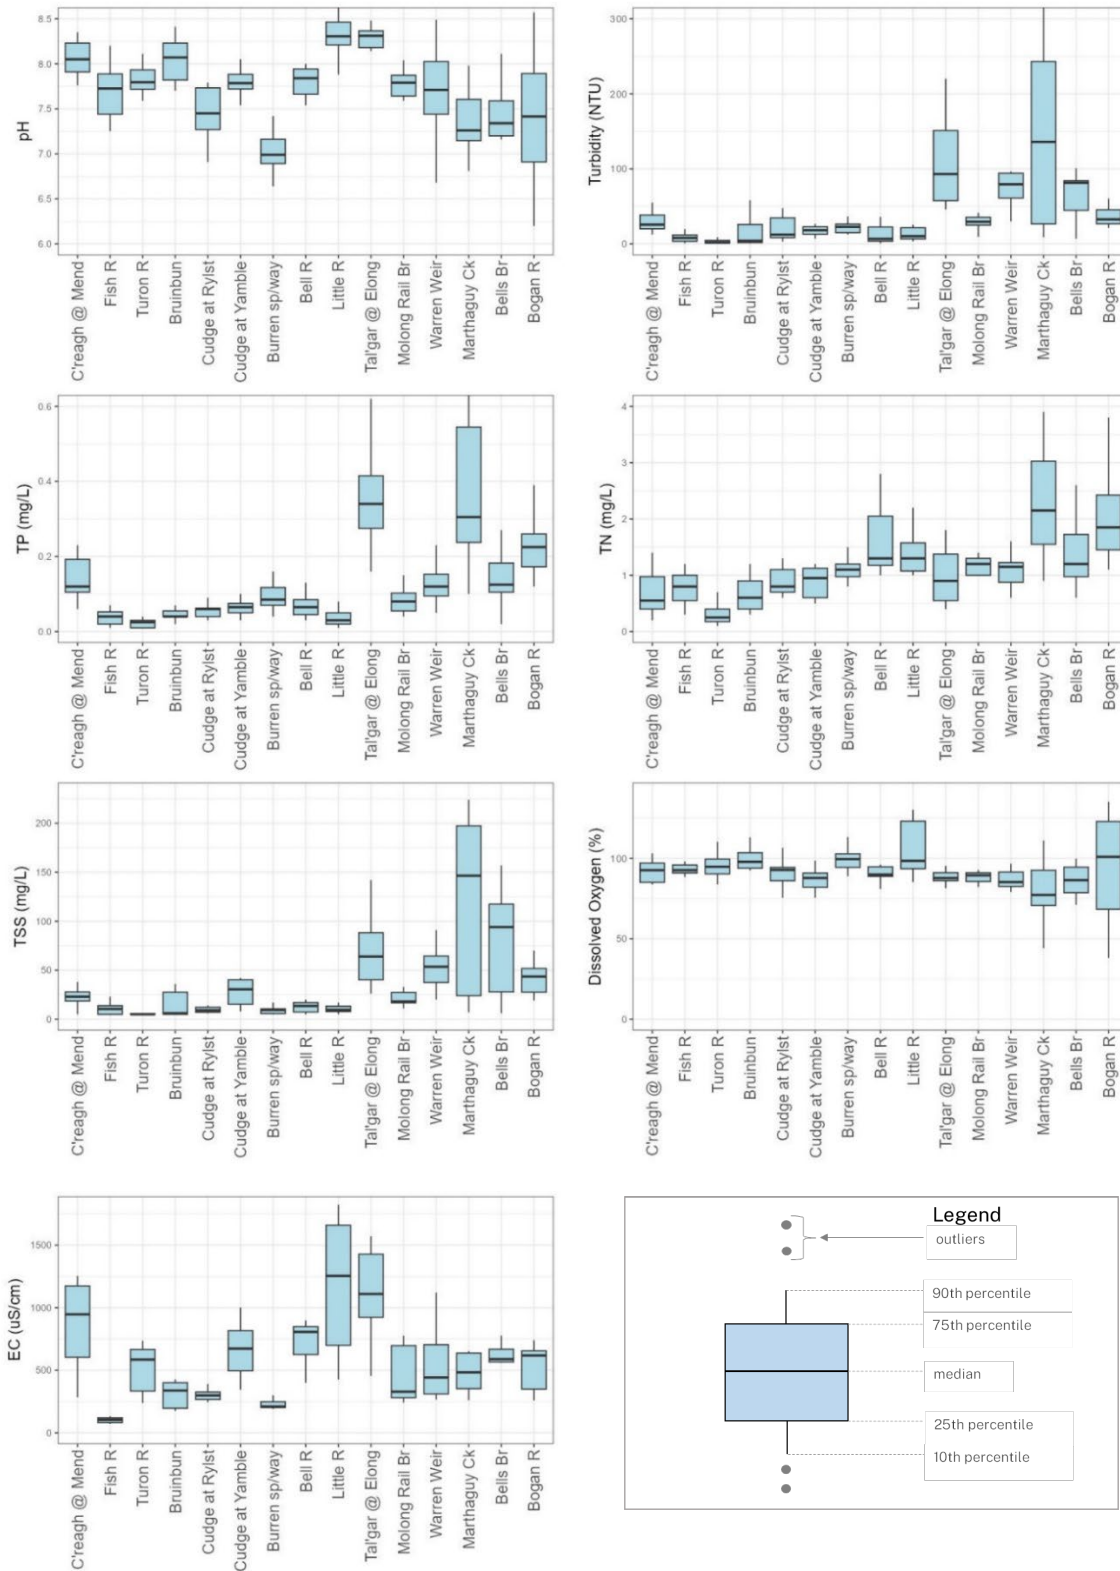 pH
8.5
8.0
7.5
7.0
6.5
6.0
C'reagh @ Mend
Fish R
Turon R
Bruinbun
Cudge at Rylst
Cudge at Yamble
Burren sp/way
Bell R
Little R
Tal'gar @ Elong
Molong Rail Br
Warren Weir
Marthaguy Ck
Bells Br
Bogan R
Turbidity (NTU)
300
200
100
0
C'reagh @ Mend
Fish R
Turon R
Bruinbun
Cudge at Rylst
Cudge at Yamble
Burren sp/way
Bell R
Little R
Tal'gar @ Elong
Molong Rail Br
Warren Weir
Marthaguy Ck
Bells Br
Bogan R
TP (mg/L)
0.6
0.4
0.2
0.0
C'reagh @ Mend
Fish R
Turon R
Bruinbun
Cudge at Rylst
Cudge at Yamble
Burren sp/way
Bell R
Little R
Tal'gar @ Elong
Molong Rail Br
Warren Weir
Marthaguy Ck
Bells Br
Bogan R
TN (mg/L)
4
3
2
1
0
C'reagh @ Mend
Fish R
Turon R
Bruinbun
Cudge at Rylst
Cudge at Yamble
Burren sp/way
Bell R
Little R
Tal'gar @ Elong
Molong Rail Br
Warren Weir
Marthaguy Ck
Bells Br
Bogan R
TSS (mg/L)
200
150
100
50
0
C'reagh @ Mend
Fish R
Turon R
Bruinbun
Cudge at Rylst
Cudge at Yamble
Burren sp/way
Bell R
Little R
Tal'gar @ Elong
Molong Rail Br
Warren Weir
Marthaguy Ck
Bells Br
Bogan R
Dissolved Oxygen (%)
100
50
0
C'reagh @ Mend
Fish R
Turon R
Bruinbun
Cudge at Rylst
Cudge at Yamble
Burren sp/way
Bell R
Little R
Tal'gar @ Elong
Molong Rail Br
Warren Weir
Marthaguy Ck
Bells Br
Bogan R
EC (uS/cm)
1500
1000
500
0
C'reagh @ Mend
Fish R
Turon R
Bruinbun
Cudge at Rylst
Cudge at Yamble
Burren sp/way
Bell R
Little R
Tal'gar @ Elong
Molong Rail Br
Warren Weir
Marthaguy Ck
Bells Br
Bogan R
Legend
outliers
90th percentile
75th percentile
median
25th percentile
10th percentile